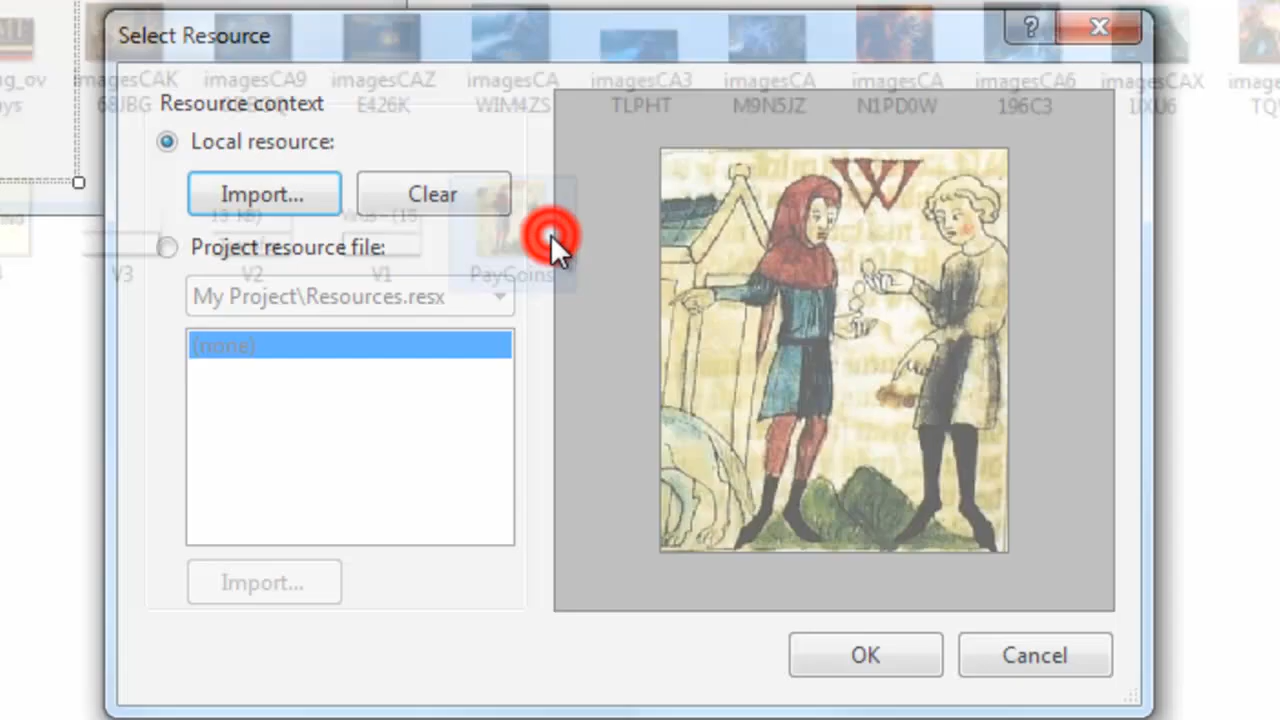 Select Resource
imagesCAK
imagesCA9
imagesCAZ
E426K
imagesCA
WIM4ZS
imagesCA3
TLPHT
imagesCA
M9N5JZ
imagesCA
N1PD0W
imagesCA6
196C3
imagesCAX
Resource context
Local resource:
Import...
Clear
Project resource file:
V3
V2
V1
PayGoins
My Project\Resources.resx
(none)
Import...
W
OK
Cancel